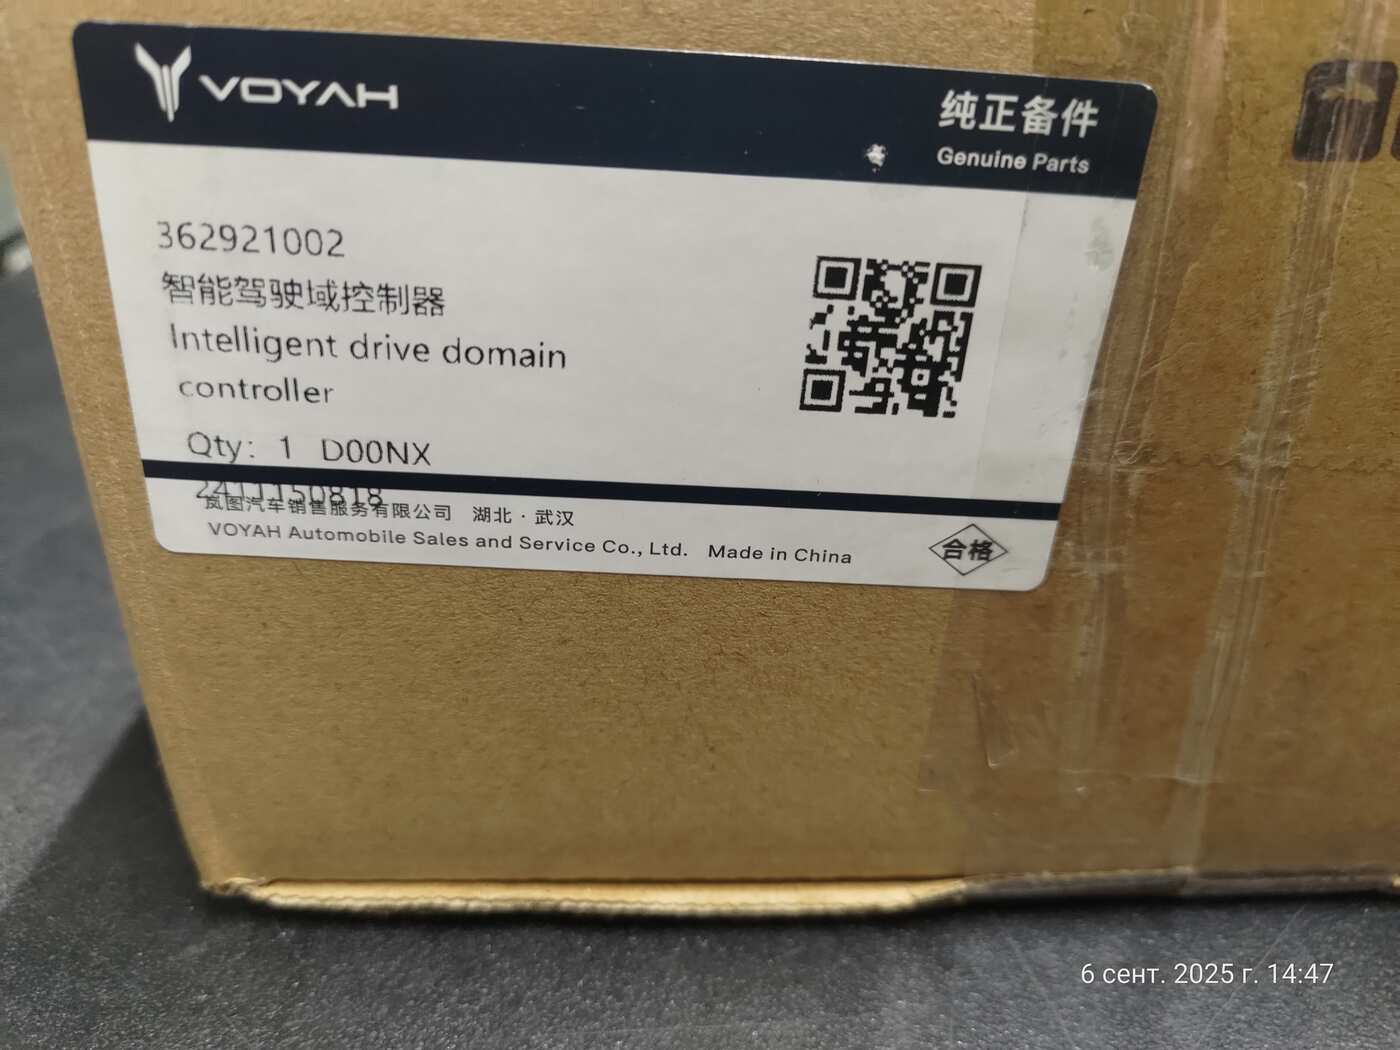 VOYAH
纯正备件
Genuine Parts
362921002
智能驾驶域控制器
Intelligent drive domain
controller
Qty: 1 D00NX
2411150818
岚图汽车销售服务有限公司 湖北·武汉
VOYAH Automobile Sales and Service Co., Ltd. Made in China
合格
6 сент. 2025 г. 14:47